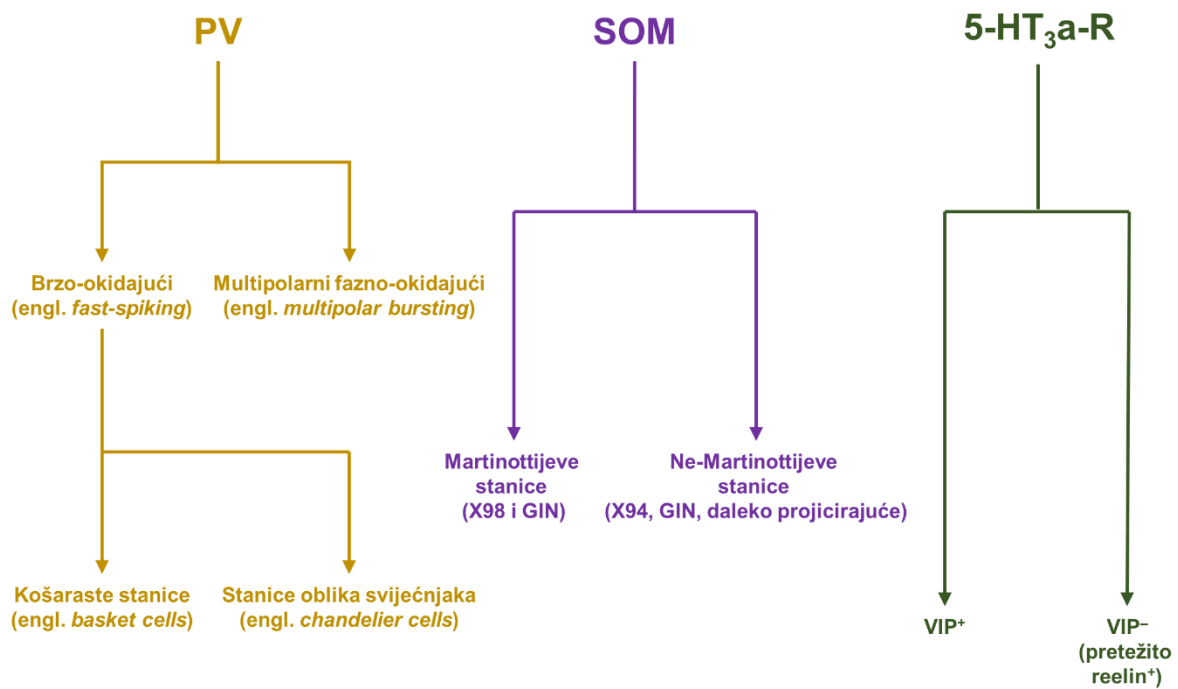 PV
SOM
5-HT₃a-R
Brzo-okidajući
(engl. fast-spiking)
Multipolarni fazno-okidajući
(engl. multipolar bursting)
Martinottijeve
stanice
(X98 i GIN)
Ne-Martinottijeve
stanice
(X94, GIN, daleko projicirajuće)
Košaraste stanice
(engl. basket cells)
Stanice oblika svijećnjaka
(engl. chandelier cells)
VIP⁺
VIP⁻
(pretežito
reelin⁺)